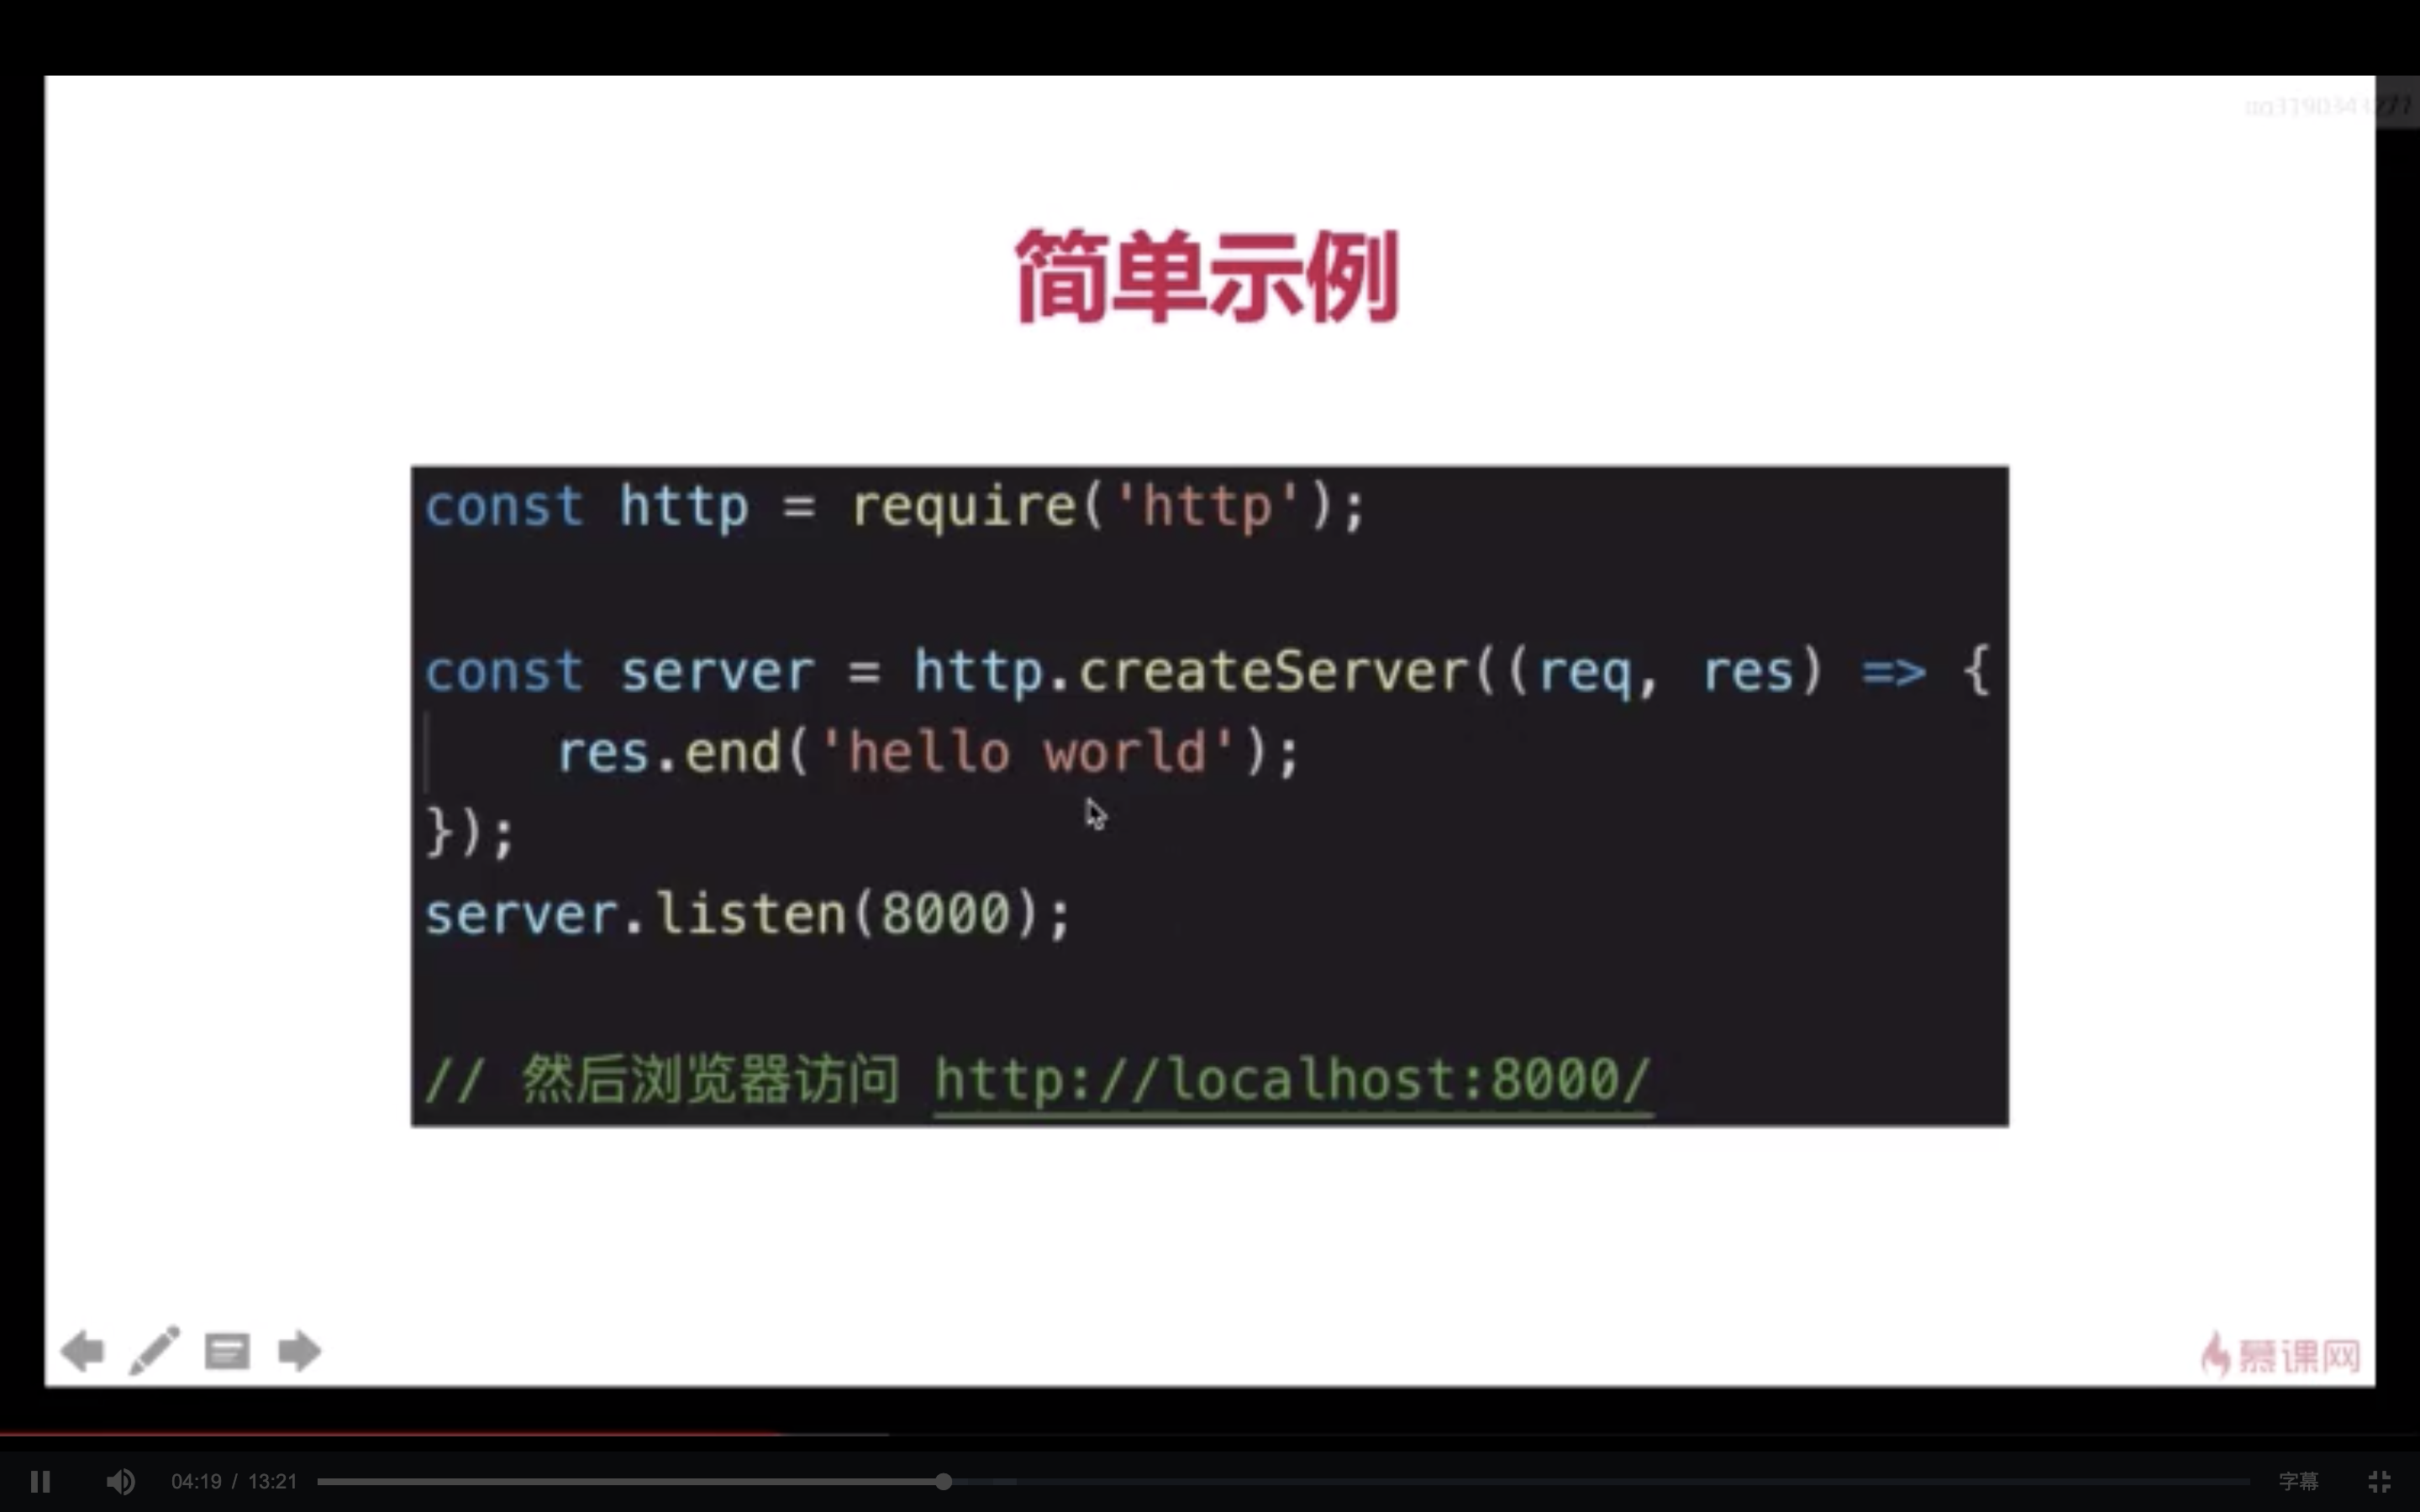 简单示例
const http = require('http');
const server = http.createServer((req, res) => {
res.end('hello world');
});
server.listen(8000);
// 然后浏览器访问 http://localhost:8000/
慕课网
04:19 / 13:21
字幕